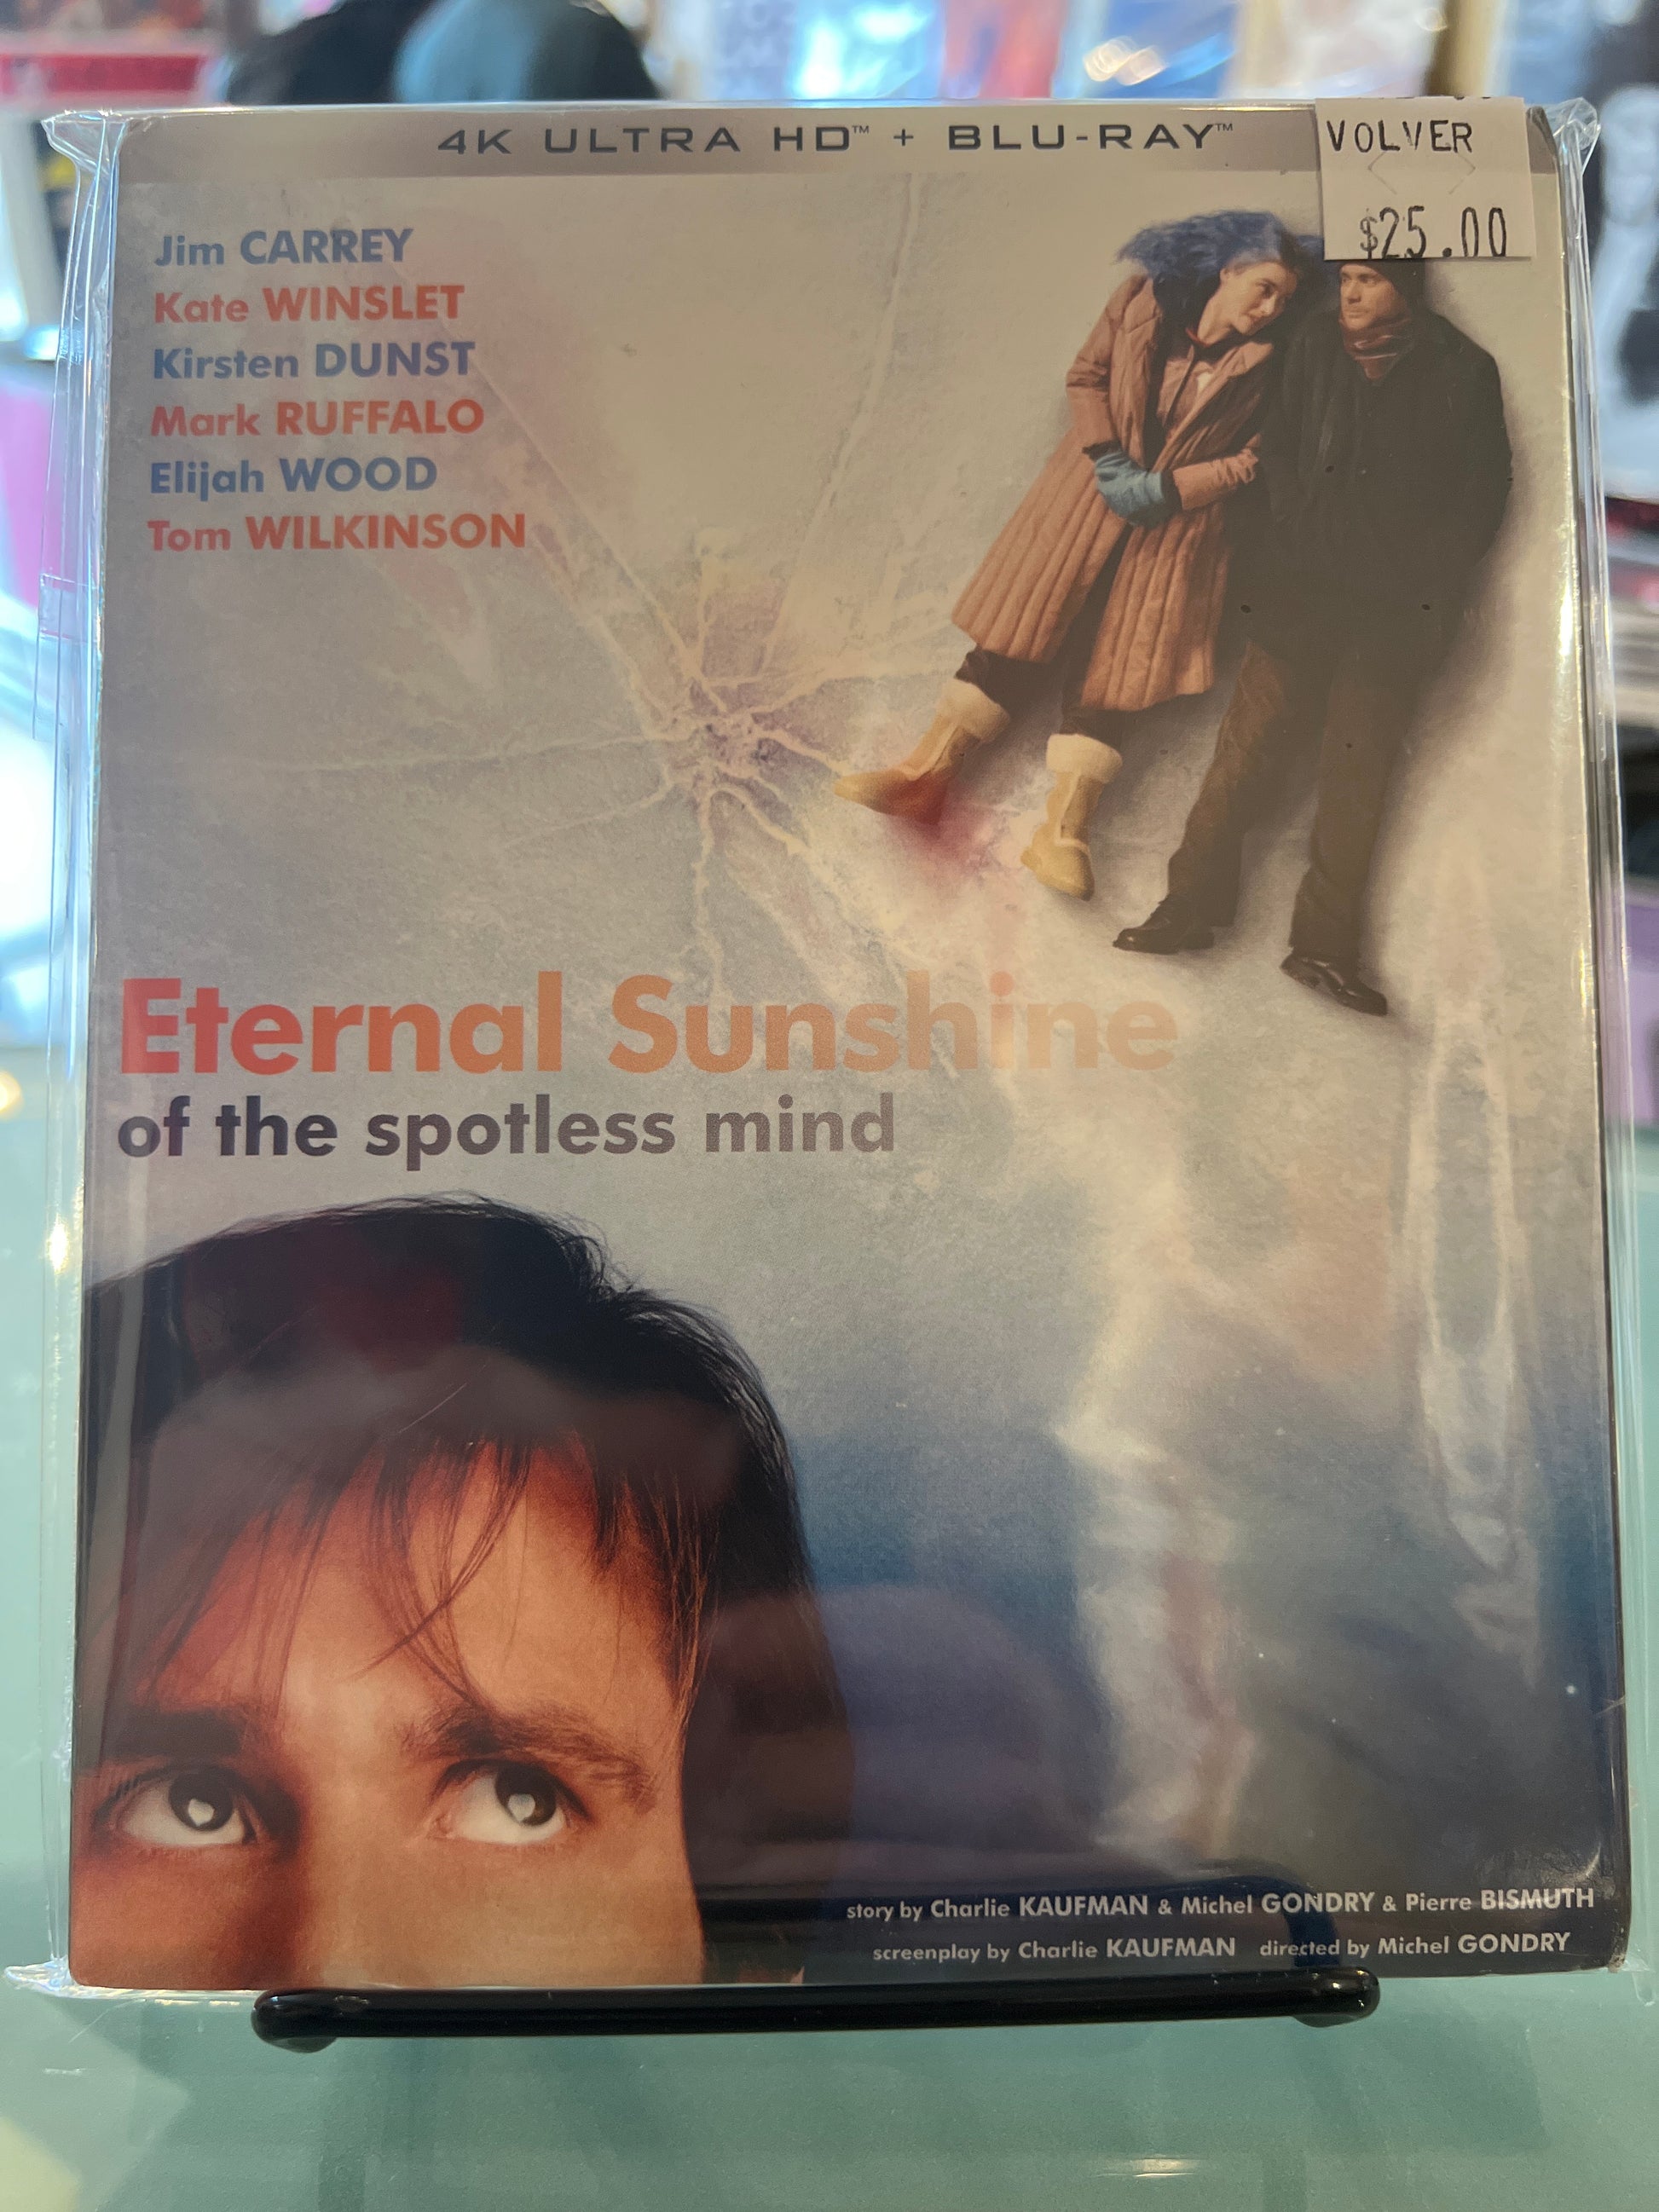 4K ULTRA HD™ + BLU-RAY™
VOLVER
$25.00
Jim CARREY
Kate WINSLET
Kirsten DUNST
Mark RUFFALO
Elijah WOOD
Tom WILKINSON
Eternal Sunshine
of the spotless mind
story by Charlie KAUFMAN & Michel GONDRY & Pierre BISMUTH
screenplay by Charlie KAUFMAN directed by Michel GONDRY